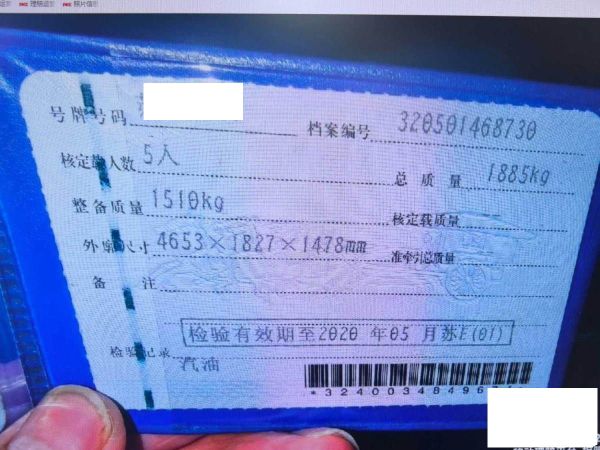 号牌号码
档案编号 320501468730
核定载人数 5人
总质量 1885kg
整备质量 1510kg
核定载质量
外廓尺寸 4653×1827×1478mm
准牵引总质量
备注
检验有效期至2020 年05 月苏E(01)
检验记录
汽油